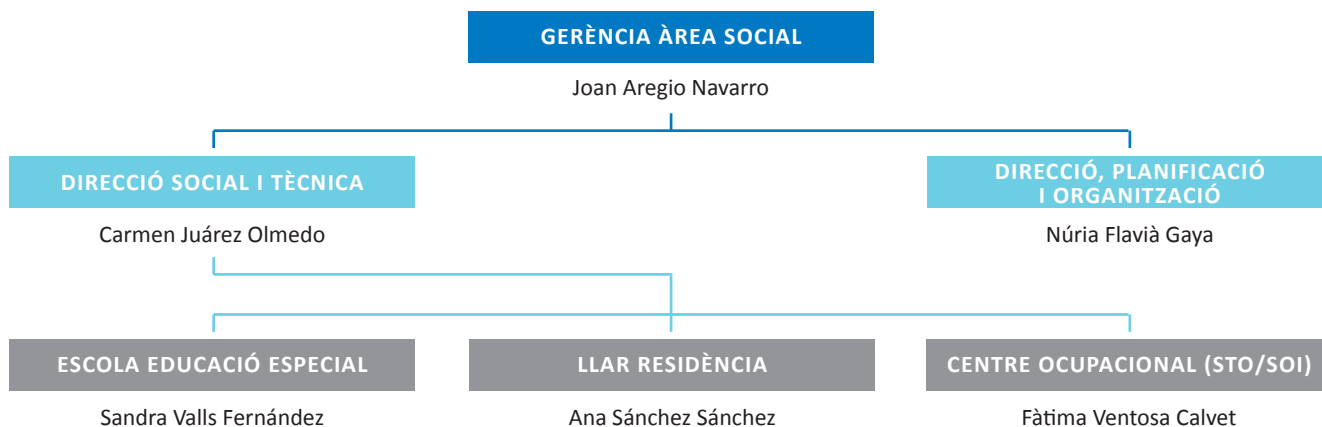 GERÈNCIA ÀREA SOCIAL
Joan Aregio Navarro
DIRECCIÓ SOCIAL I TÈCNICA
Carmen Juárez Olmedo
DIRECCIÓ, PLANIFICACIÓ
I ORGANITZACIÓ
Núria Flavià Gaya
ESCOLA EDUCACIÓ ESPECIAL
Sandra Valls Fernández
LLAR RESIDÈNCIA
Ana Sánchez Sánchez
CENTRE OCUPACIONAL (STO/SOI)
Fàtima Ventosa Calvet